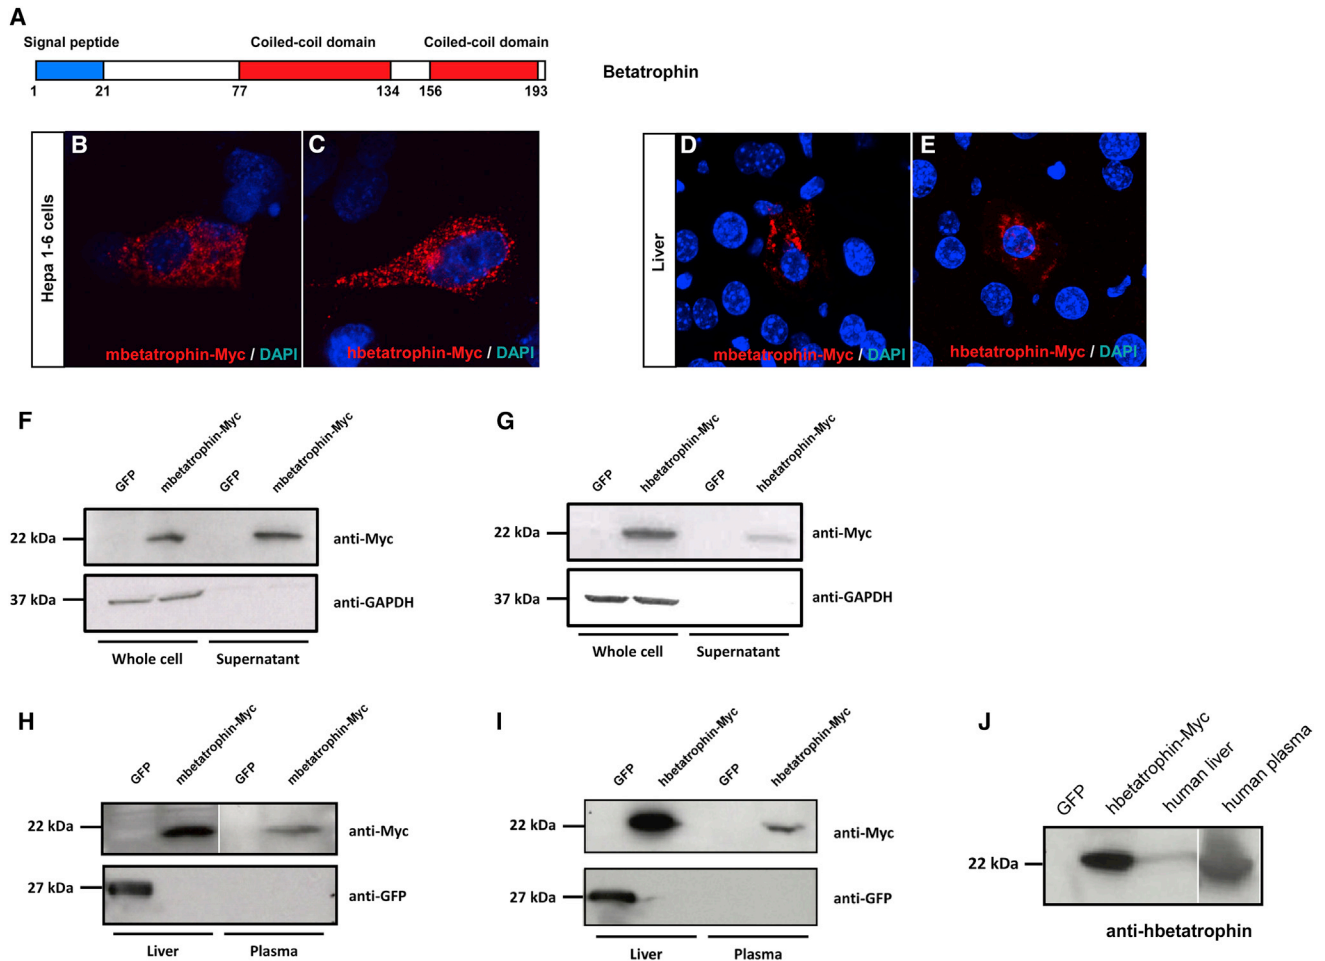 A
Signal peptide Coiled-coil domain Coiled-coil domain
1 21 77 134 156 193
Betatrophin
Hepa 1-6 cells
B
mbetatrophin-Myc / DAPI
C
hbetatrophin-Myc / DAPI
Liver
D
mbetatrophin-Myc / DAPI
E
hbetatrophin-Myc / DAPI
F
GFP mbetatrophin-Myc GFP mbetatrophin-Myc
22 kDa anti-Myc
37 kDa anti-GAPDH
Whole cell Supernatant
G
GFP hbetatrophin-Myc GFP hbetatrophin-Myc
22 kDa anti-Myc
37 kDa anti-GAPDH
Whole cell Supernatant
H
GFP mbetatrophin-Myc GFP mbetatrophin-Myc
22 kDa anti-Myc
27 kDa anti-GFP
Liver Plasma
I
GFP hbetatrophin-Myc GFP hbetatrophin-Myc
22 kDa anti-Myc
27 kDa anti-GFP
Liver Plasma
J
GFP hbetatrophin-Myc human liver human plasma
22 kDa
anti-hbetatrophin